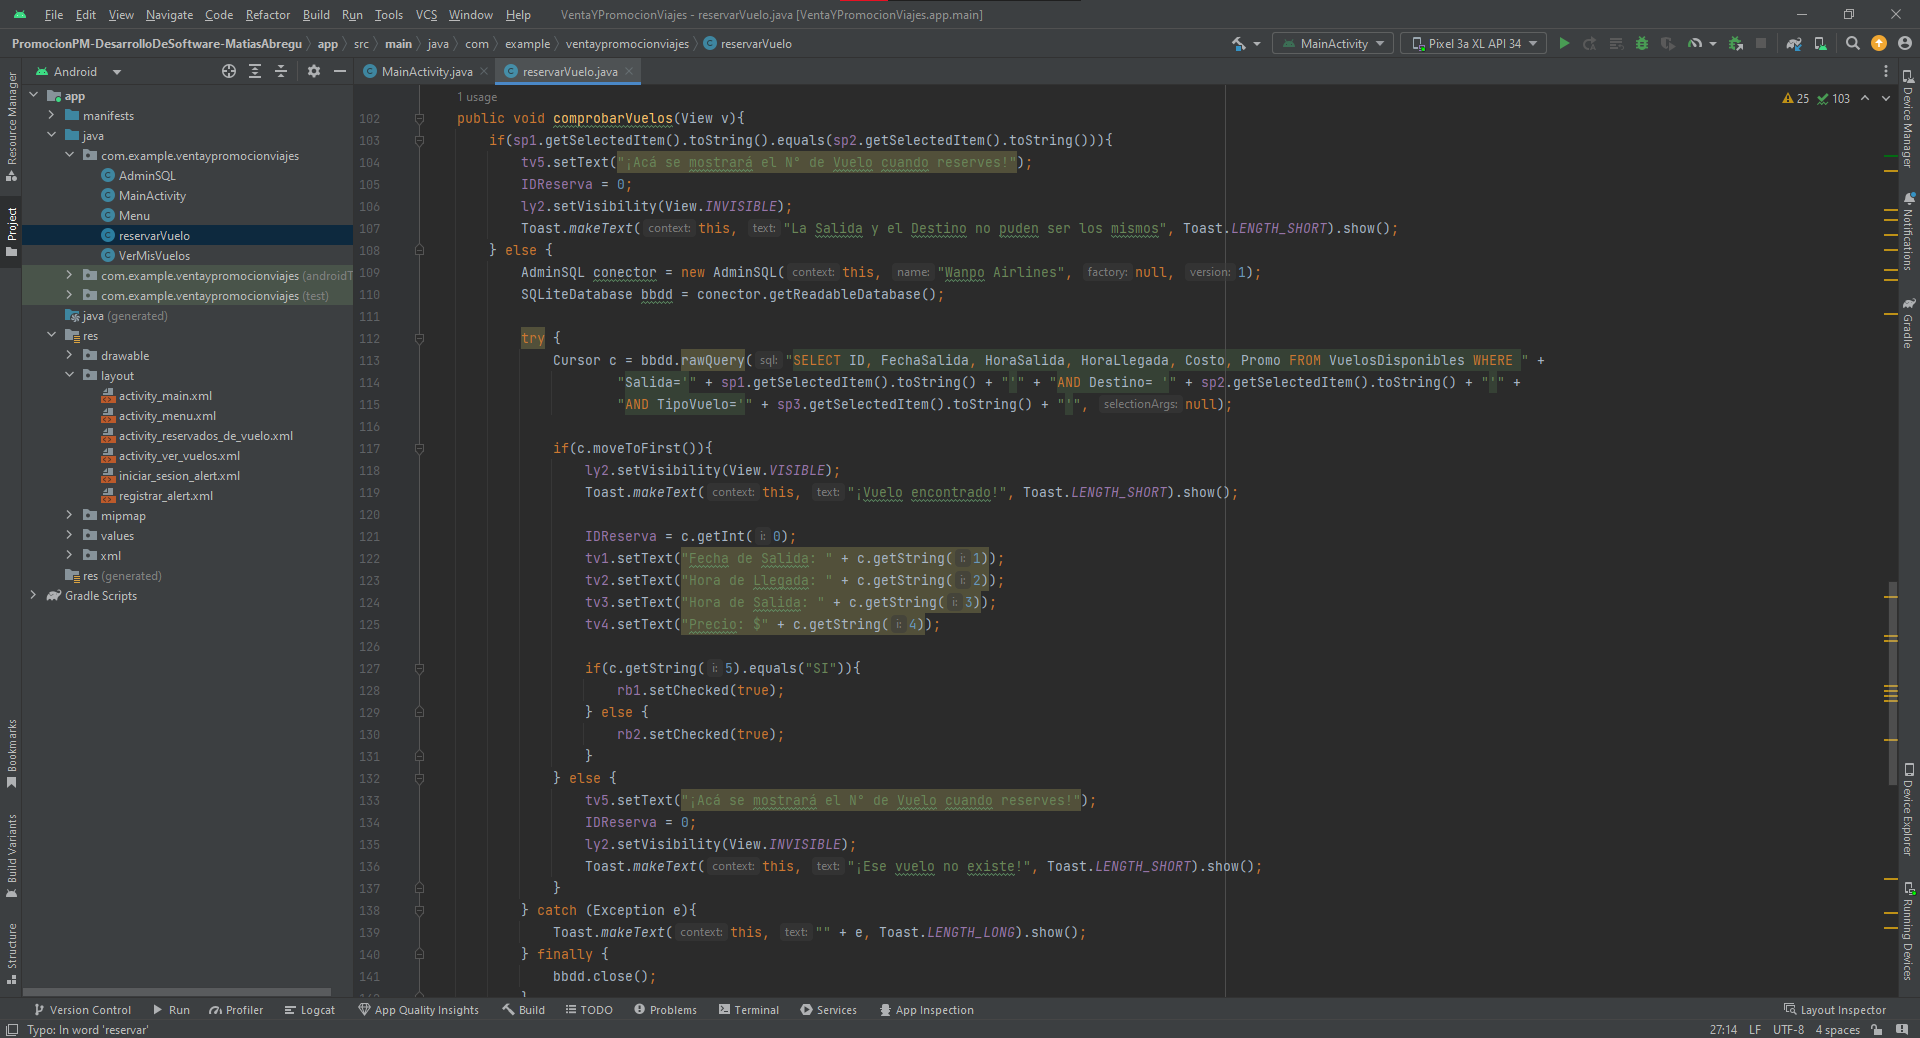 File Edit View Navigate Code Refactor Build Run Tools VCS Window Help VentaYPromocionViajes - reservarVuelo.java [VentaYPromocionViajes.app.main]
PromocionPM-DesarrolloDeSoftware-MatiasAbregu app src main java com example ventaypromocionviajes reservarVuelo MainActivity Pixel 3a XL API 34
Android MainActivity.java reservarVuelo.java
Resource Manager
Project
Bookmarks
Build Variants
Structure
app
manifests
java
com.example.ventaypromocionviajes
AdminSQL
MainActivity
Menu
reservarVuelo
VerMisVuelos
com.example.ventaypromocionviajes (androidT
com.example.ventaypromocionviajes (test)
java (generated)
res
drawable
layout
activity_main.xml
activity_menu.xml
activity_reservados_de_vuelo.xml
activity_ver_vuelos.xml
iniciar_sesion_alert.xml
registrar_alert.xml
mipmap
values
xml
res (generated)
Gradle Scripts
1 usage
25 103
102 public void comprobarVuelos(View v){
103 if(sp1.getSelectedItem().toString().equals(sp2.getSelectedItem().toString())){
104 tv5.setText("¡Acá se mostrará el N° de Vuelo cuando reserves!");
105 IDReserva = 0;
106 ly2.setVisibility(View.INVISIBLE);
107 Toast.makeText( context: this, text: "La Salida y el Destino no puden ser los mismos", Toast.LENGTH_SHORT).show();
108 } else {
109 AdminSQL conector = new AdminSQL( context: this, name: "Wanpo Airlines", factory: null, version: 1);
110 SQLiteDatabase bbdd = conector.getReadableDatabase();
111
112 try {
113 Cursor c = bbdd.rawQuery( sql: "SELECT ID, FechaSalida, HoraSalida, HoraLlegada, Costo, Promo FROM VuelosDisponibles WHERE " +
114 "Salida='" + sp1.getSelectedItem().toString() + "'" + "AND Destino= '" + sp2.getSelectedItem().toString() + "'" +
115 "AND TipoVuelo='" + sp3.getSelectedItem().toString() + "'", selectionArgs: null);
116
117 if(c.moveToFirst()){
118 ly2.setVisibility(View.VISIBLE);
119 Toast.makeText( context: this, text: "¡Vuelo encontrado!", Toast.LENGTH_SHORT).show();
120
121 IDReserva = c.getInt( i: 0);
122 tv1.setText("Fecha de Salida: " + c.getString( i: 1));
123 tv2.setText("Hora de Llegada: " + c.getString( i: 2));
124 tv3.setText("Hora de Salida: " + c.getString( i: 3));
125 tv4.setText("Precio: $" + c.getString( i: 4));
126
127 if(c.getString( i: 5).equals("SI")){
128 rb1.setChecked(true);
129 } else {
130 rb2.setChecked(true);
131 }
132 } else {
133 tv5.setText("¡Acá se mostrará el N° de Vuelo cuando reserves!");
134 IDReserva = 0;
135 ly2.setVisibility(View.INVISIBLE);
136 Toast.makeText( context: this, text: "¡Ese vuelo no existe!", Toast.LENGTH_SHORT).show();
137 }
138 } catch (Exception e){
139 Toast.makeText( context: this, text: "" + e, Toast.LENGTH_LONG).show();
140 } finally {
141 bbdd.close();
Device Manager
Notifications
Gradle
Device Explorer
Running Devices
Version Control Run Profiler Logcat App Quality Insights Build TODO Problems Terminal Services App Inspection Layout Inspector
Typo: In word 'reservar' 27:14 LF UTF-8 4 spaces